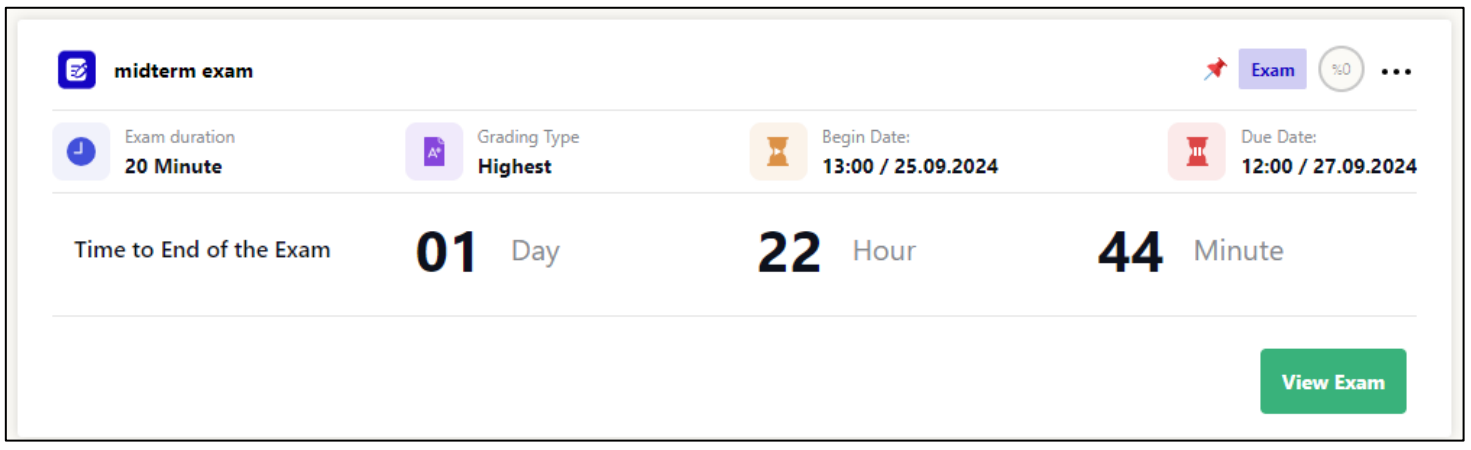 midterm exam
Exam %0
Exam duration
20 Minute
Grading Type
Highest
Begin Date:
13:00 / 25.09.2024
Due Date:
12:00 / 27.09.2024
Time to End of the Exam 01 Day 22 Hour 44 Minute
View Exam